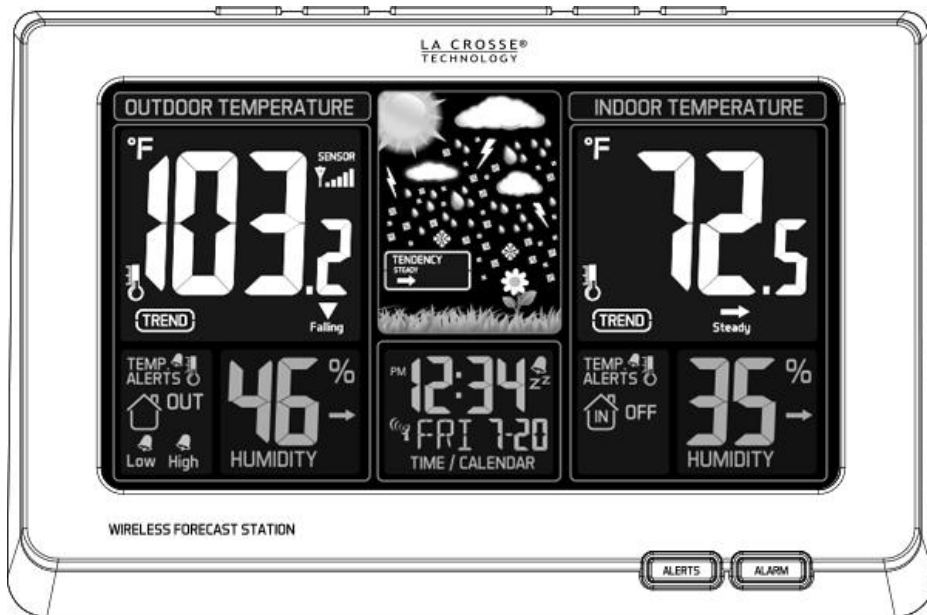 LA CROSSE®
TECHNOLOGY
OUTDOOR TEMPERATURE
°F
103.2
SENSOR
TREND
Falling
TEMP.
ALERTS
OUT
Low High
46 %
HUMIDITY
TENDENCY
STEADY
PM 12:34 ZZ
FRI 7-20
TIME / CALENDAR
INDOOR TEMPERATURE
°F
72.5
TREND
Steady
TEMP.
ALERTS
IN OFF
35 %
HUMIDITY
WIRELESS FORECAST STATION
ALERTS ALARM